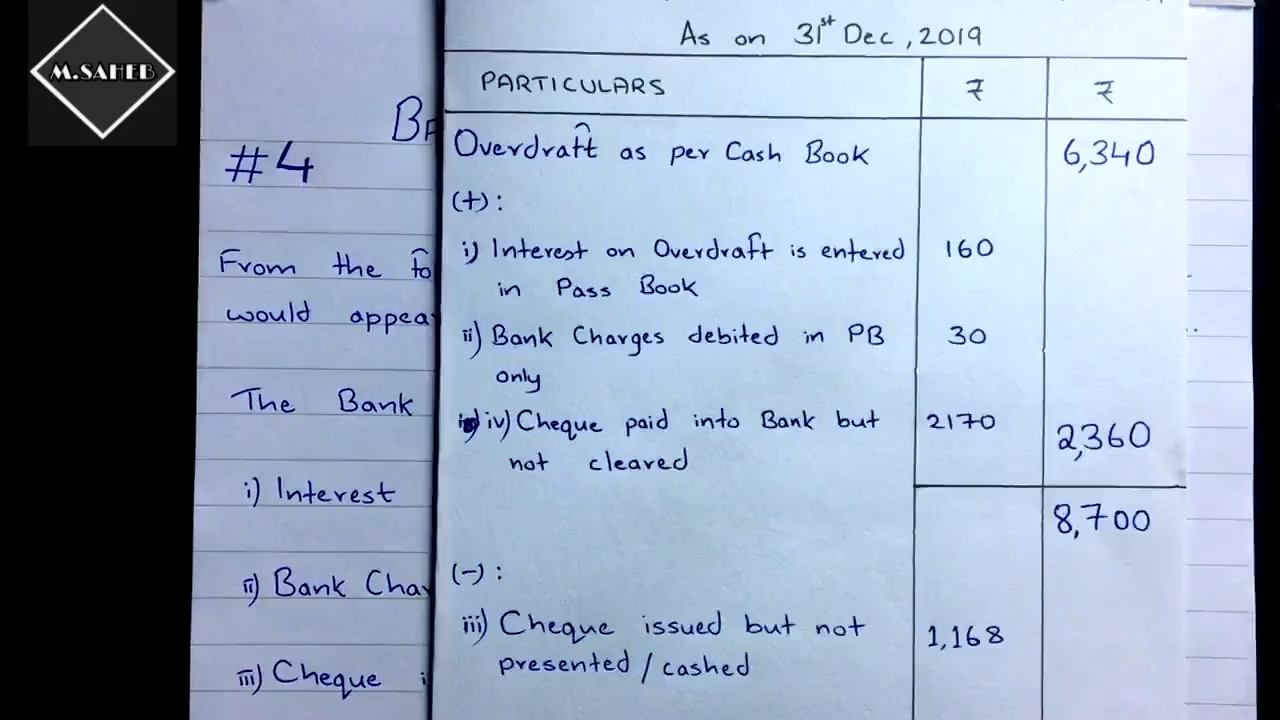 M.SAHEB
#4
From the fo
would appea
The Bank
i) Interest
ii) Bank Cha
iii) Cheque i
As on 31st Dec, 2019
PARTICULARS ₹ ₹
Overdraft as per Cash Book 6,340
(+) :
i) Interest on Overdraft is entered 160
in Pass Book
ii) Bank Charges debited in PB 30
only
iv) Cheque paid into Bank but 2170 2,360
not cleared
8,700
(-) :
iii) Cheque issued but not 1,168
presented / cashed